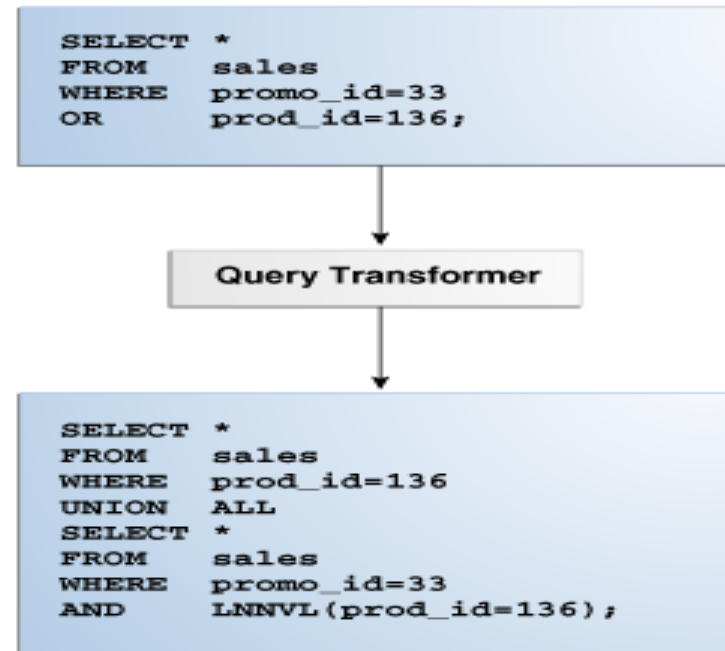 SELECT *
FROM sales
WHERE promo_id=33
OR prod_id=136;
Query Transformer
SELECT *
FROM sales
WHERE prod_id=136
UNION ALL
SELECT *
FROM sales
WHERE promo_id=33
AND LNNVL(prod_id=136);